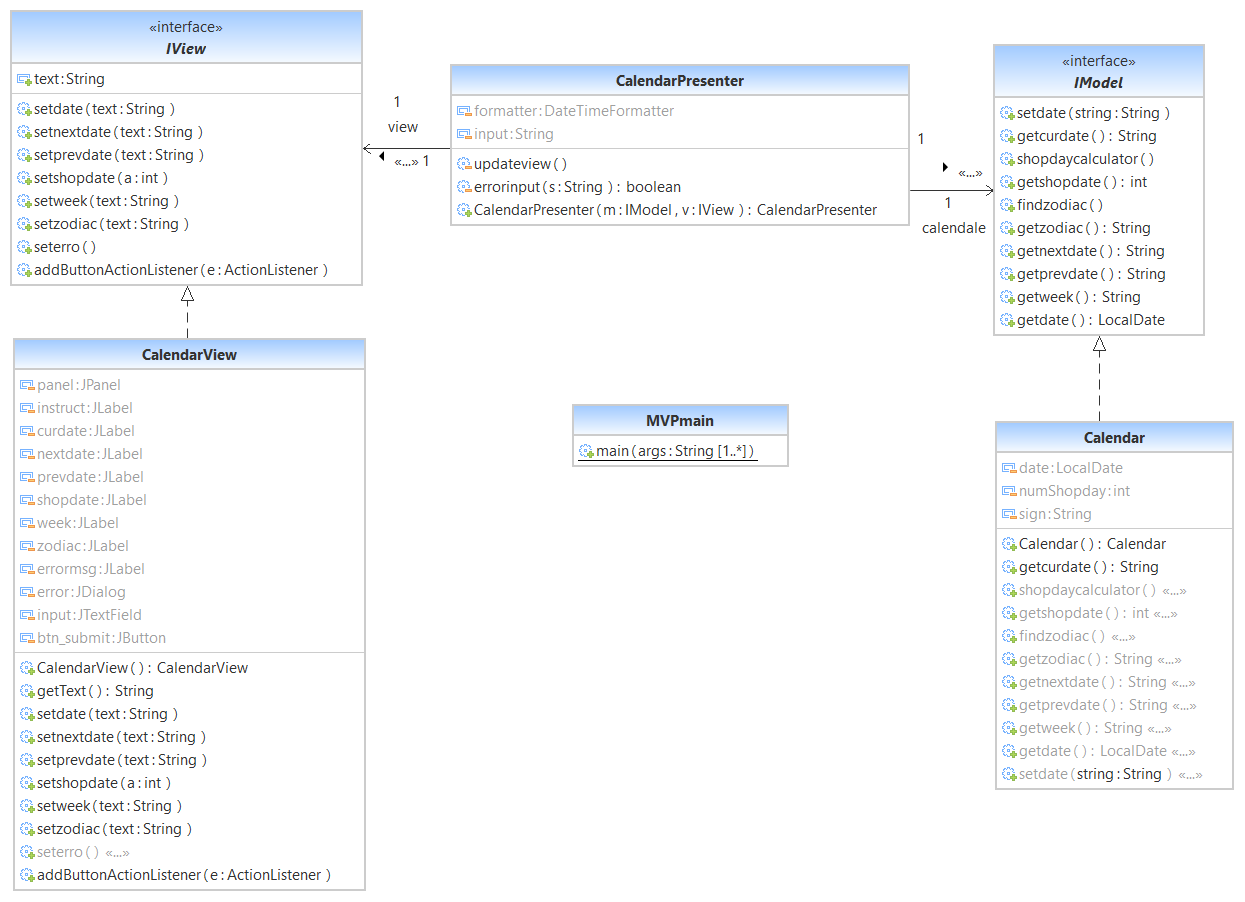 «interface»
IView
text:String
setdate(text:String )
setnextdate(text:String )
setprevdate(text:String )
setshopdate(a:int )
setweek(text:String )
setzodiac(text:String )
seterro()
addButtonActionListener(e:ActionListener )
1
view
«...» 1
CalendarPresenter
formatter:DateTimeFormatter
input:String
updateview()
errorinput(s:String ): boolean
CalendarPresenter(m:IModel,v:IView ): CalendarPresenter
1
«...»
1
calendale
«interface»
IModel
setdate(string:String )
getcurdate(): String
shopdaycalculator()
getshopdate(): int
findzodiac()
getzodiac(): String
getnextdate(): String
getprevdate(): String
getweek(): String
getdate(): LocalDate
CalendarView
panel:JPanel
instruct:JLabel
curdate:JLabel
nextdate:JLabel
prevdate:JLabel
shopdate:JLabel
week:JLabel
zodiac:JLabel
errormsg:JLabel
error:JDialog
input:JTextField
btn_submit:JButton
CalendarView(): CalendarView
getText(): String
setdate(text:String )
setnextdate(text:String )
setprevdate(text:String )
setshopdate(a:int )
setweek(text:String )
setzodiac(text:String )
seterro() «...»
addButtonActionListener(e:ActionListener )
MVPmain
main(args:String[1..*])
Calendar
date:LocalDate
numShopday:int
sign:String
Calendar(): Calendar
getcurdate(): String
shopdaycalculator() «...»
getshopdate(): int «...»
findzodiac() «...»
getzodiac(): String «...»
getnextdate(): String «...»
getprevdate(): String «...»
getweek(): String «...»
getdate(): LocalDate «...»
setdate(string:String ) «...»